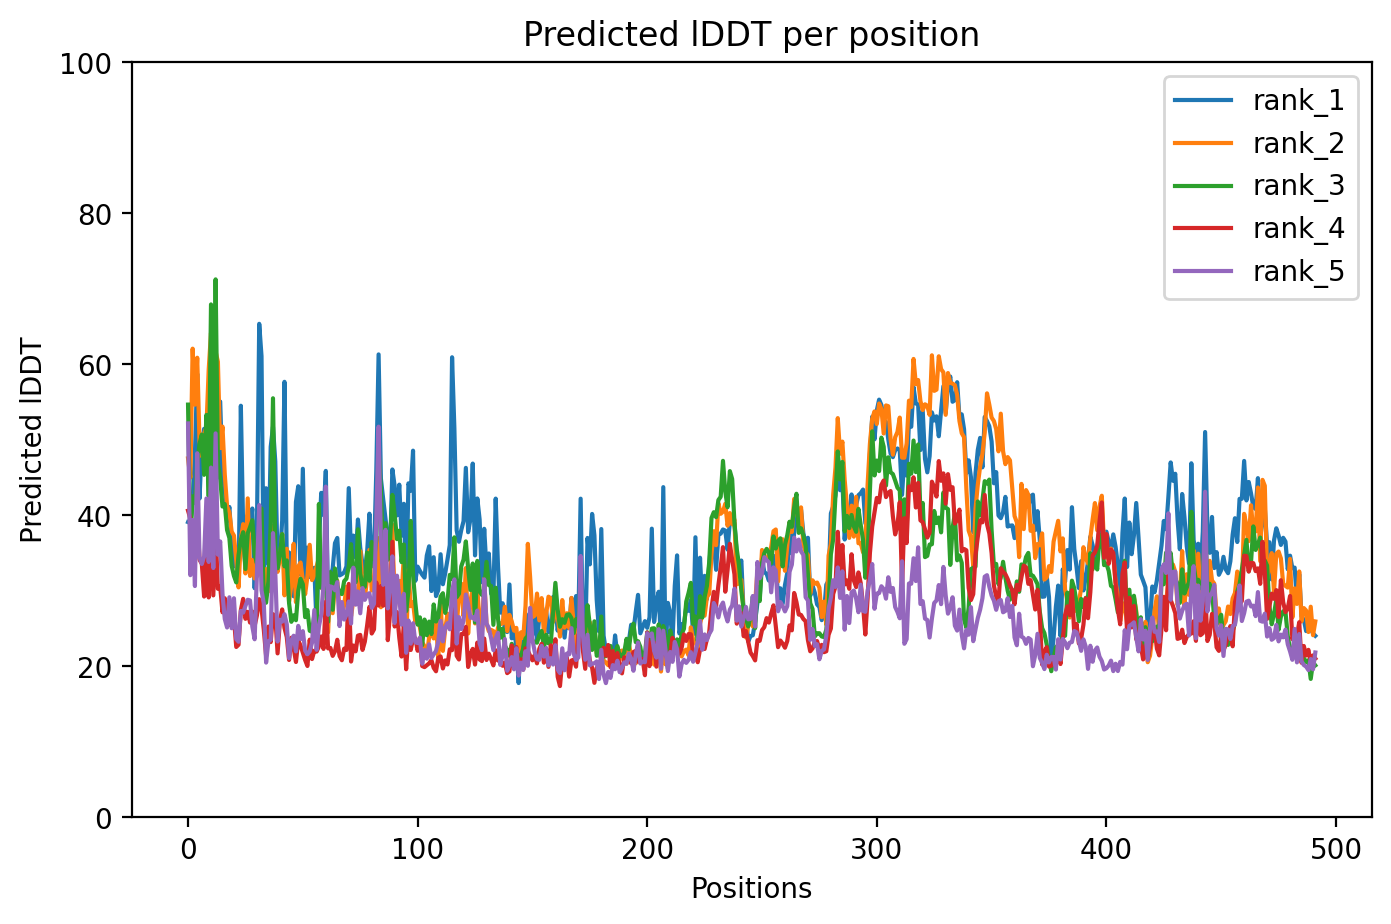 Predicted lDDT per position
100
80
60
40
20
0
Predicted lDDT
rank_1
rank_2
rank_3
rank_4
rank_5
0 100 200 300 400 500
Positions